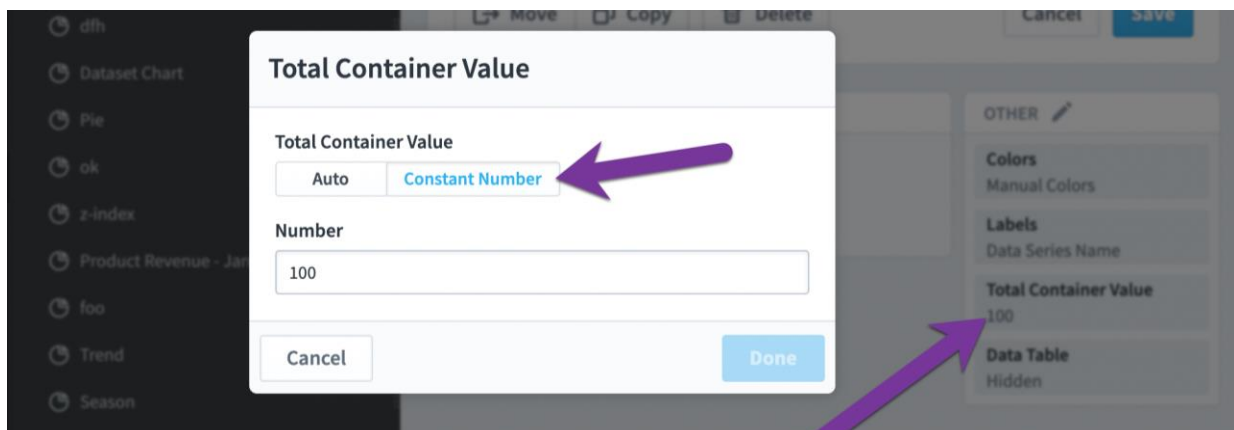 dfh
Dataset Chart
Pie
ok
z-index
Product Revenue - Jar
foo
Trend
Season
Move Copy Delete
Cancel Save
Total Container Value
Total Container Value
Auto Constant Number
Number
100
Cancel Done
OTHER
Colors
Manual Colors
Labels
Data Series Name
Total Container Value
100
Data Table
Hidden